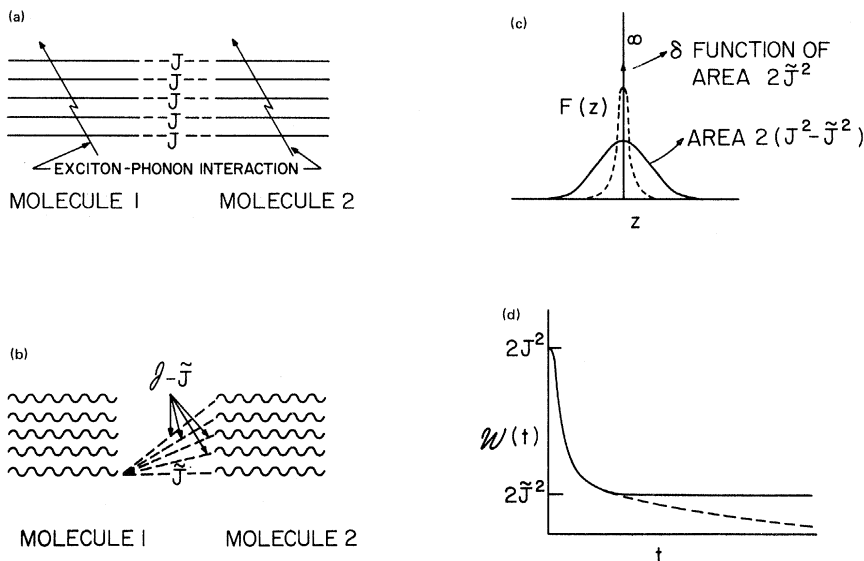 (a)
J
J
J
J
J
EXCITON-PHONON INTERACTION
MOLECULE 1 MOLECULE 2
(b)
𝒥-J̃
J̃
MOLECULE 1 MOLECULE 2
(c)
∞
δ FUNCTION OF
AREA 2J̃²
F(z)
AREA 2(J²-J̃²)
z
(d)
2J²
𝒲(t)
2J̃²
t